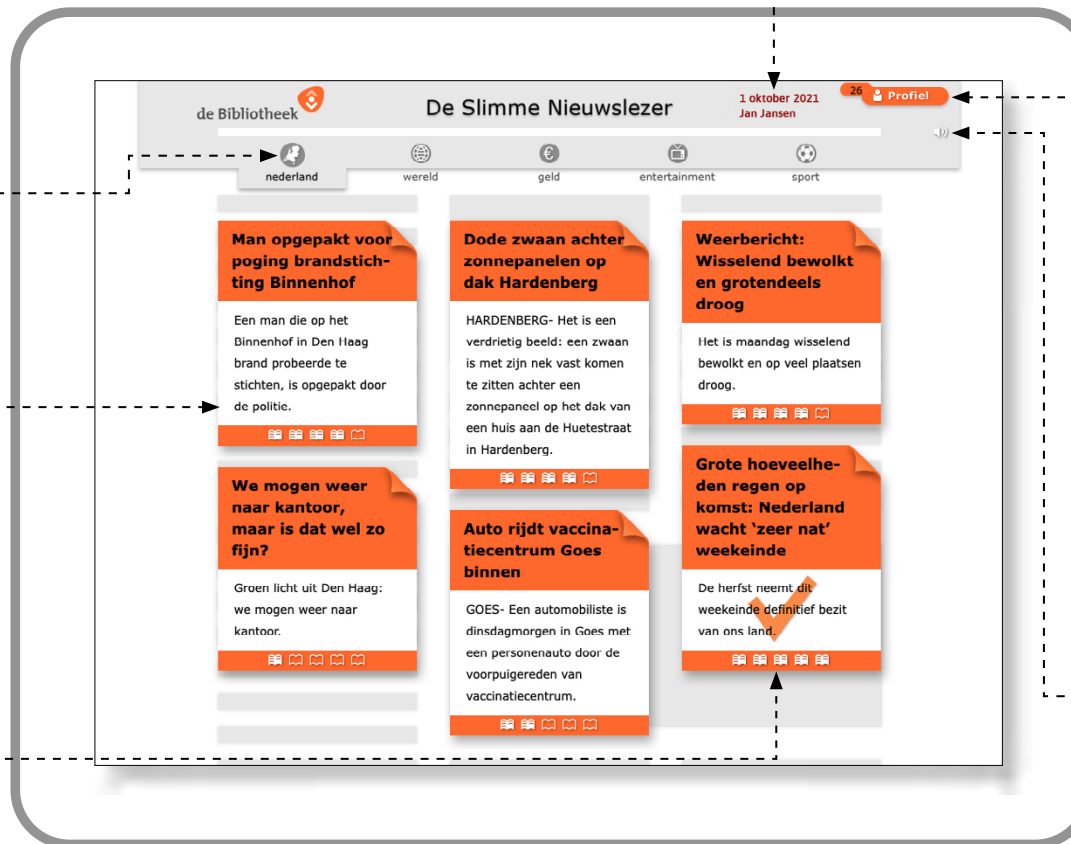 de Bibliotheek
De Slimme Nieuwslezer
1 oktober 2021
Jan Jansen
26
Profiel
nederland
wereld
geld
entertainment
sport
Man opgepakt voor
poging brandstich-
ting Binnenhof
Een man die op het
Binnenhof in Den Haag
brand probeerde te
stichten, is opgepakt door
de politie.
We mogen weer
naar kantoor,
maar is dat wel zo
fijn?
Groen licht uit Den Haag:
we mogen weer naar
kantoor.
Dode zwaan achter
zonnepanelen op
dak Hardenberg
HARDENBERG- Het is een
verdrietig beeld: een zwaan
is met zijn nek vast komen
te zitten achter een
zonnepaneel op het dak van
een huis aan de Huetestraat
in Hardenberg.
Auto rijdt vaccina-
tiecentrum Goes
binnen
GOES- Een automobiliste is
dinsdagmorgen in Goes met
een personenauto door de
voorpuigereden van
vaccinatiecentrum.
Weerbericht:
Wisselend bewolkt
en grotendeels
droog
Het is maandag wisselend
bewolkt en op veel plaatsen
droog.
Grote hoeveelhe-
den regen op
komst: Nederland
wacht ‘zeer nat’
weekeinde
De herfst neemt dit
weekeinde definitief bezit
van ons land.